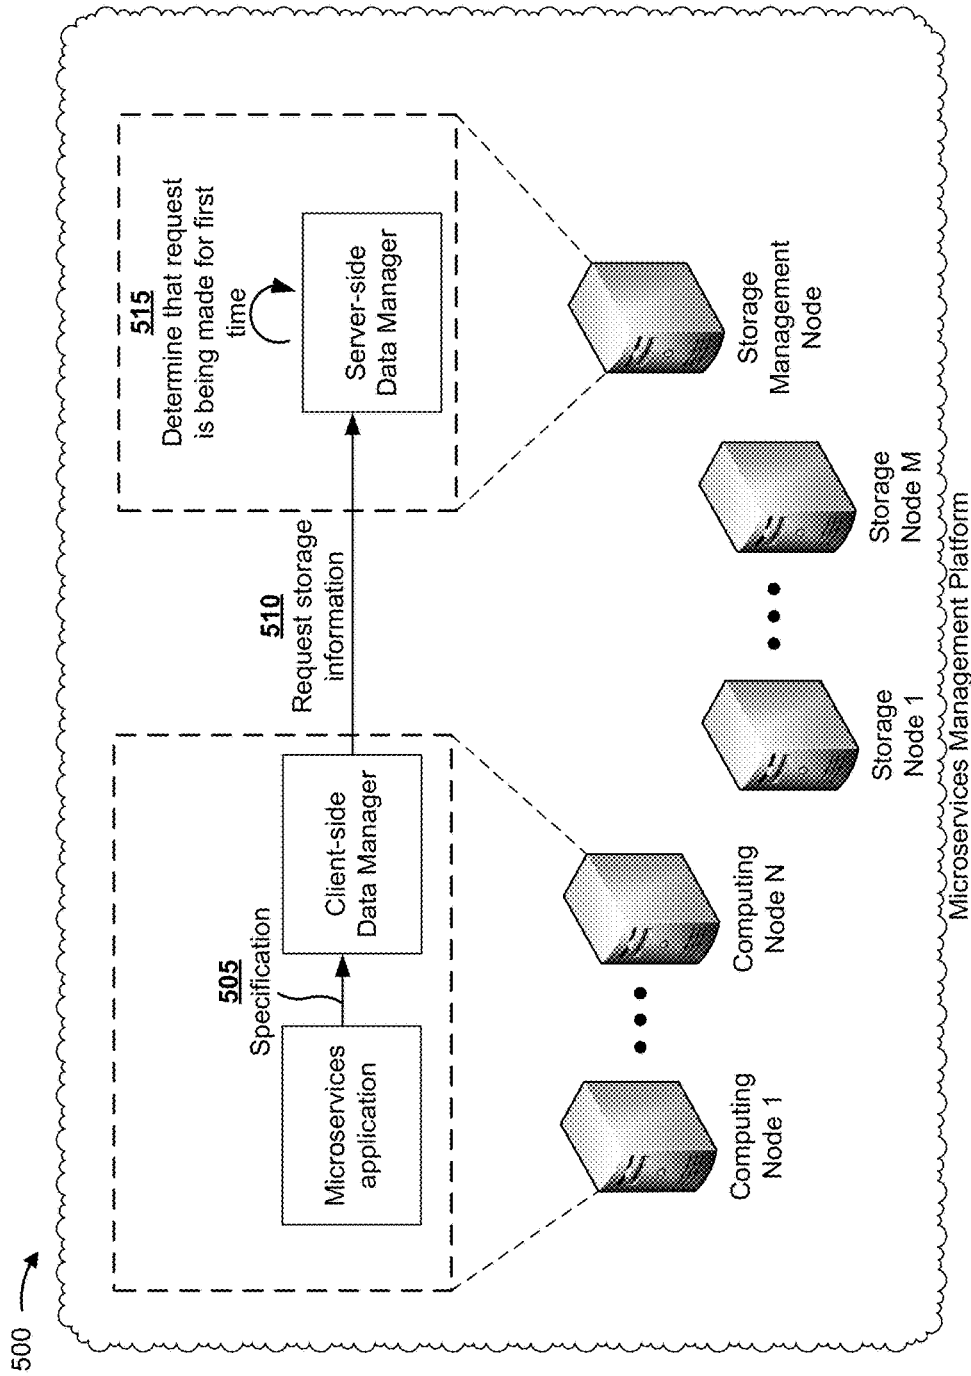 500
505
Specification
Microservices
application
Client-side
Data Manager
510
Request storage
information
515
Determine that request
is being made for first
time
Server-side
Data Manager
Computing
Node 1
Computing
Node N
Storage
Node 1
Storage
Node M
Storage
Management
Node
Microservices Management Platform